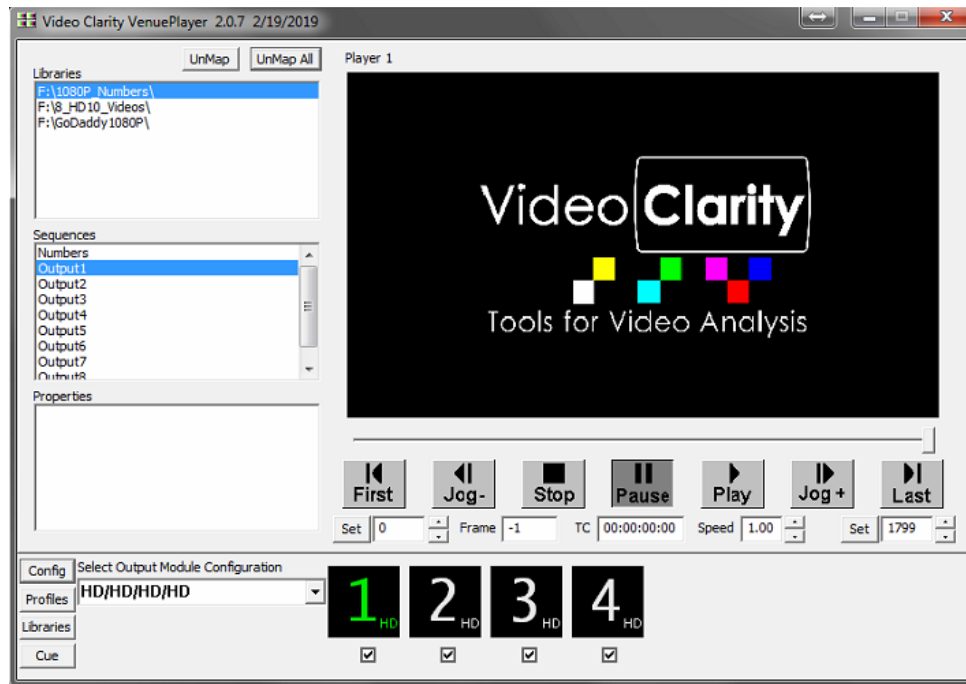 Video Clarity VenuePlayer 2.0.7 2/19/2019
UnMap UnMap All
Libraries
F:\1080P_Numbers\
F:\8_HD10_Videos\
F:\GoDaddy1080P\
Sequences
Numbers
Output1
Output2
Output3
Output4
Output5
Output6
Output7
Output8
Properties
Player 1
Video Clarity
Tools for Video Analysis
First Jog- Stop Pause Play Jog + Last
Set 0 Frame -1 TC 00:00:00:00 Speed 1.00 Set 1799
Config Select Output Module Configuration
Profiles HD/HD/HD/HD
Libraries
Cue
1 HD 2 HD 3 HD 4 HD